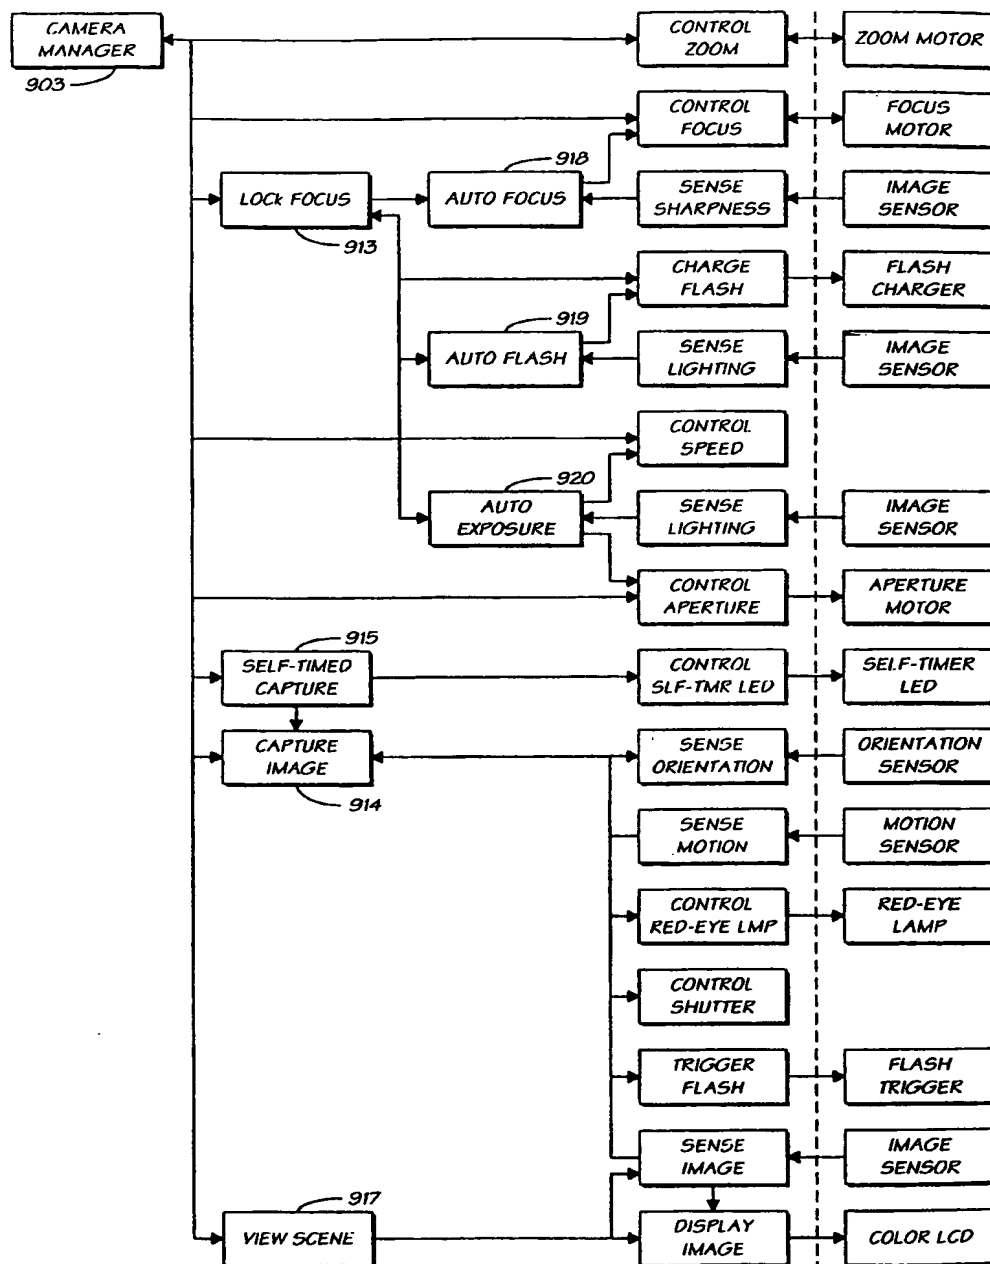 CAMERA
MANAGER
903
CONTROL
ZOOM
ZOOM MOTOR
CONTROL
FOCUS
FOCUS
MOTOR
918
LOCK FOCUS
913
AUTO FOCUS
SENSE
SHARPNESS
IMAGE
SENSOR
CHARGE
FLASH
FLASH
CHARGER
919
AUTO FLASH
SENSE
LIGHTING
IMAGE
SENSOR
CONTROL
SPEED
920
AUTO
EXPOSURE
SENSE
LIGHTING
IMAGE
SENSOR
CONTROL
APERTURE
APERTURE
MOTOR
915
SELF-TIMED
CAPTURE
CONTROL
SLF-TMR LED
SELF-TIMER
LED
CAPTURE
IMAGE
914
SENSE
ORIENTATION
ORIENTATION
SENSOR
SENSE
MOTION
MOTION
SENSOR
CONTROL
RED-EYE LMP
RED-EYE
LAMP
CONTROL
SHUTTER
TRIGGER
FLASH
FLASH
TRIGGER
SENSE
IMAGE
IMAGE
SENSOR
917
VIEW SCENE
DISPLAY
IMAGE
COLOR LCD